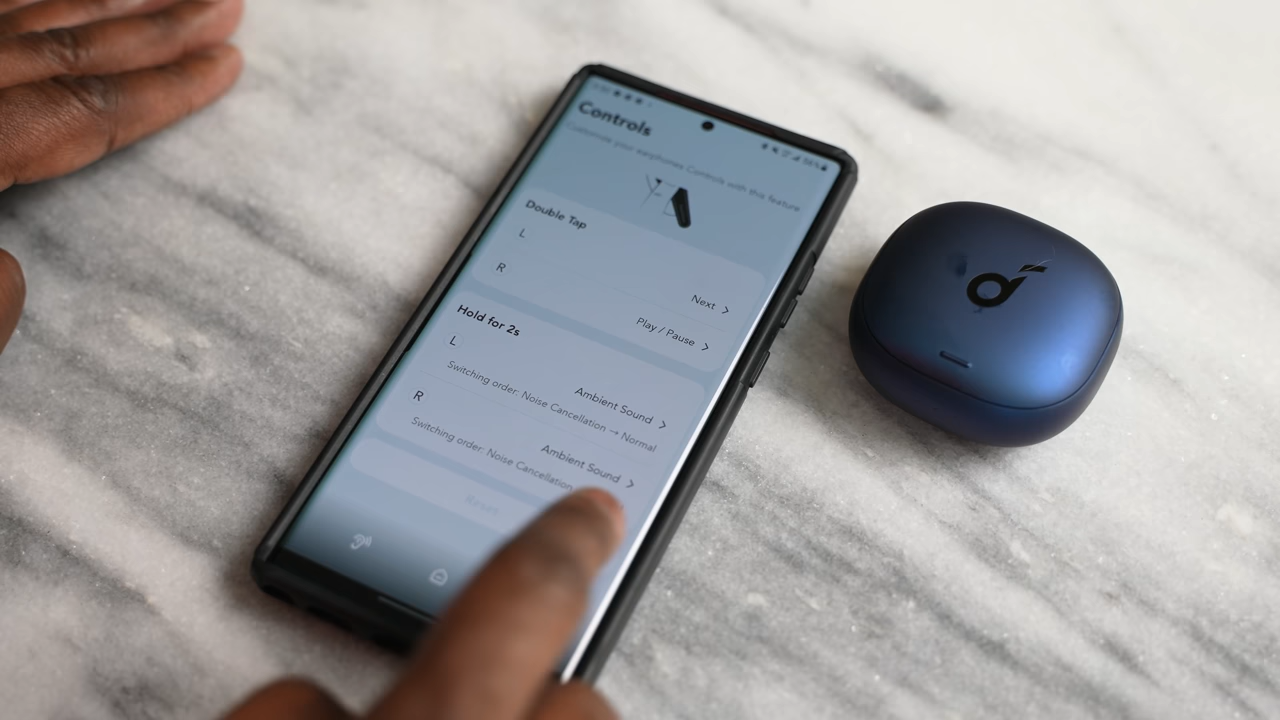 Controls
Customize your earphones Controls with this feature
Double Tap
L
Next >
R
Play / Pause >
Hold for 2s
L
Ambient Sound >
Switching order: Noise Cancellation → Normal
R
Ambient Sound >
Switching order: Noise Cancellation
Reset